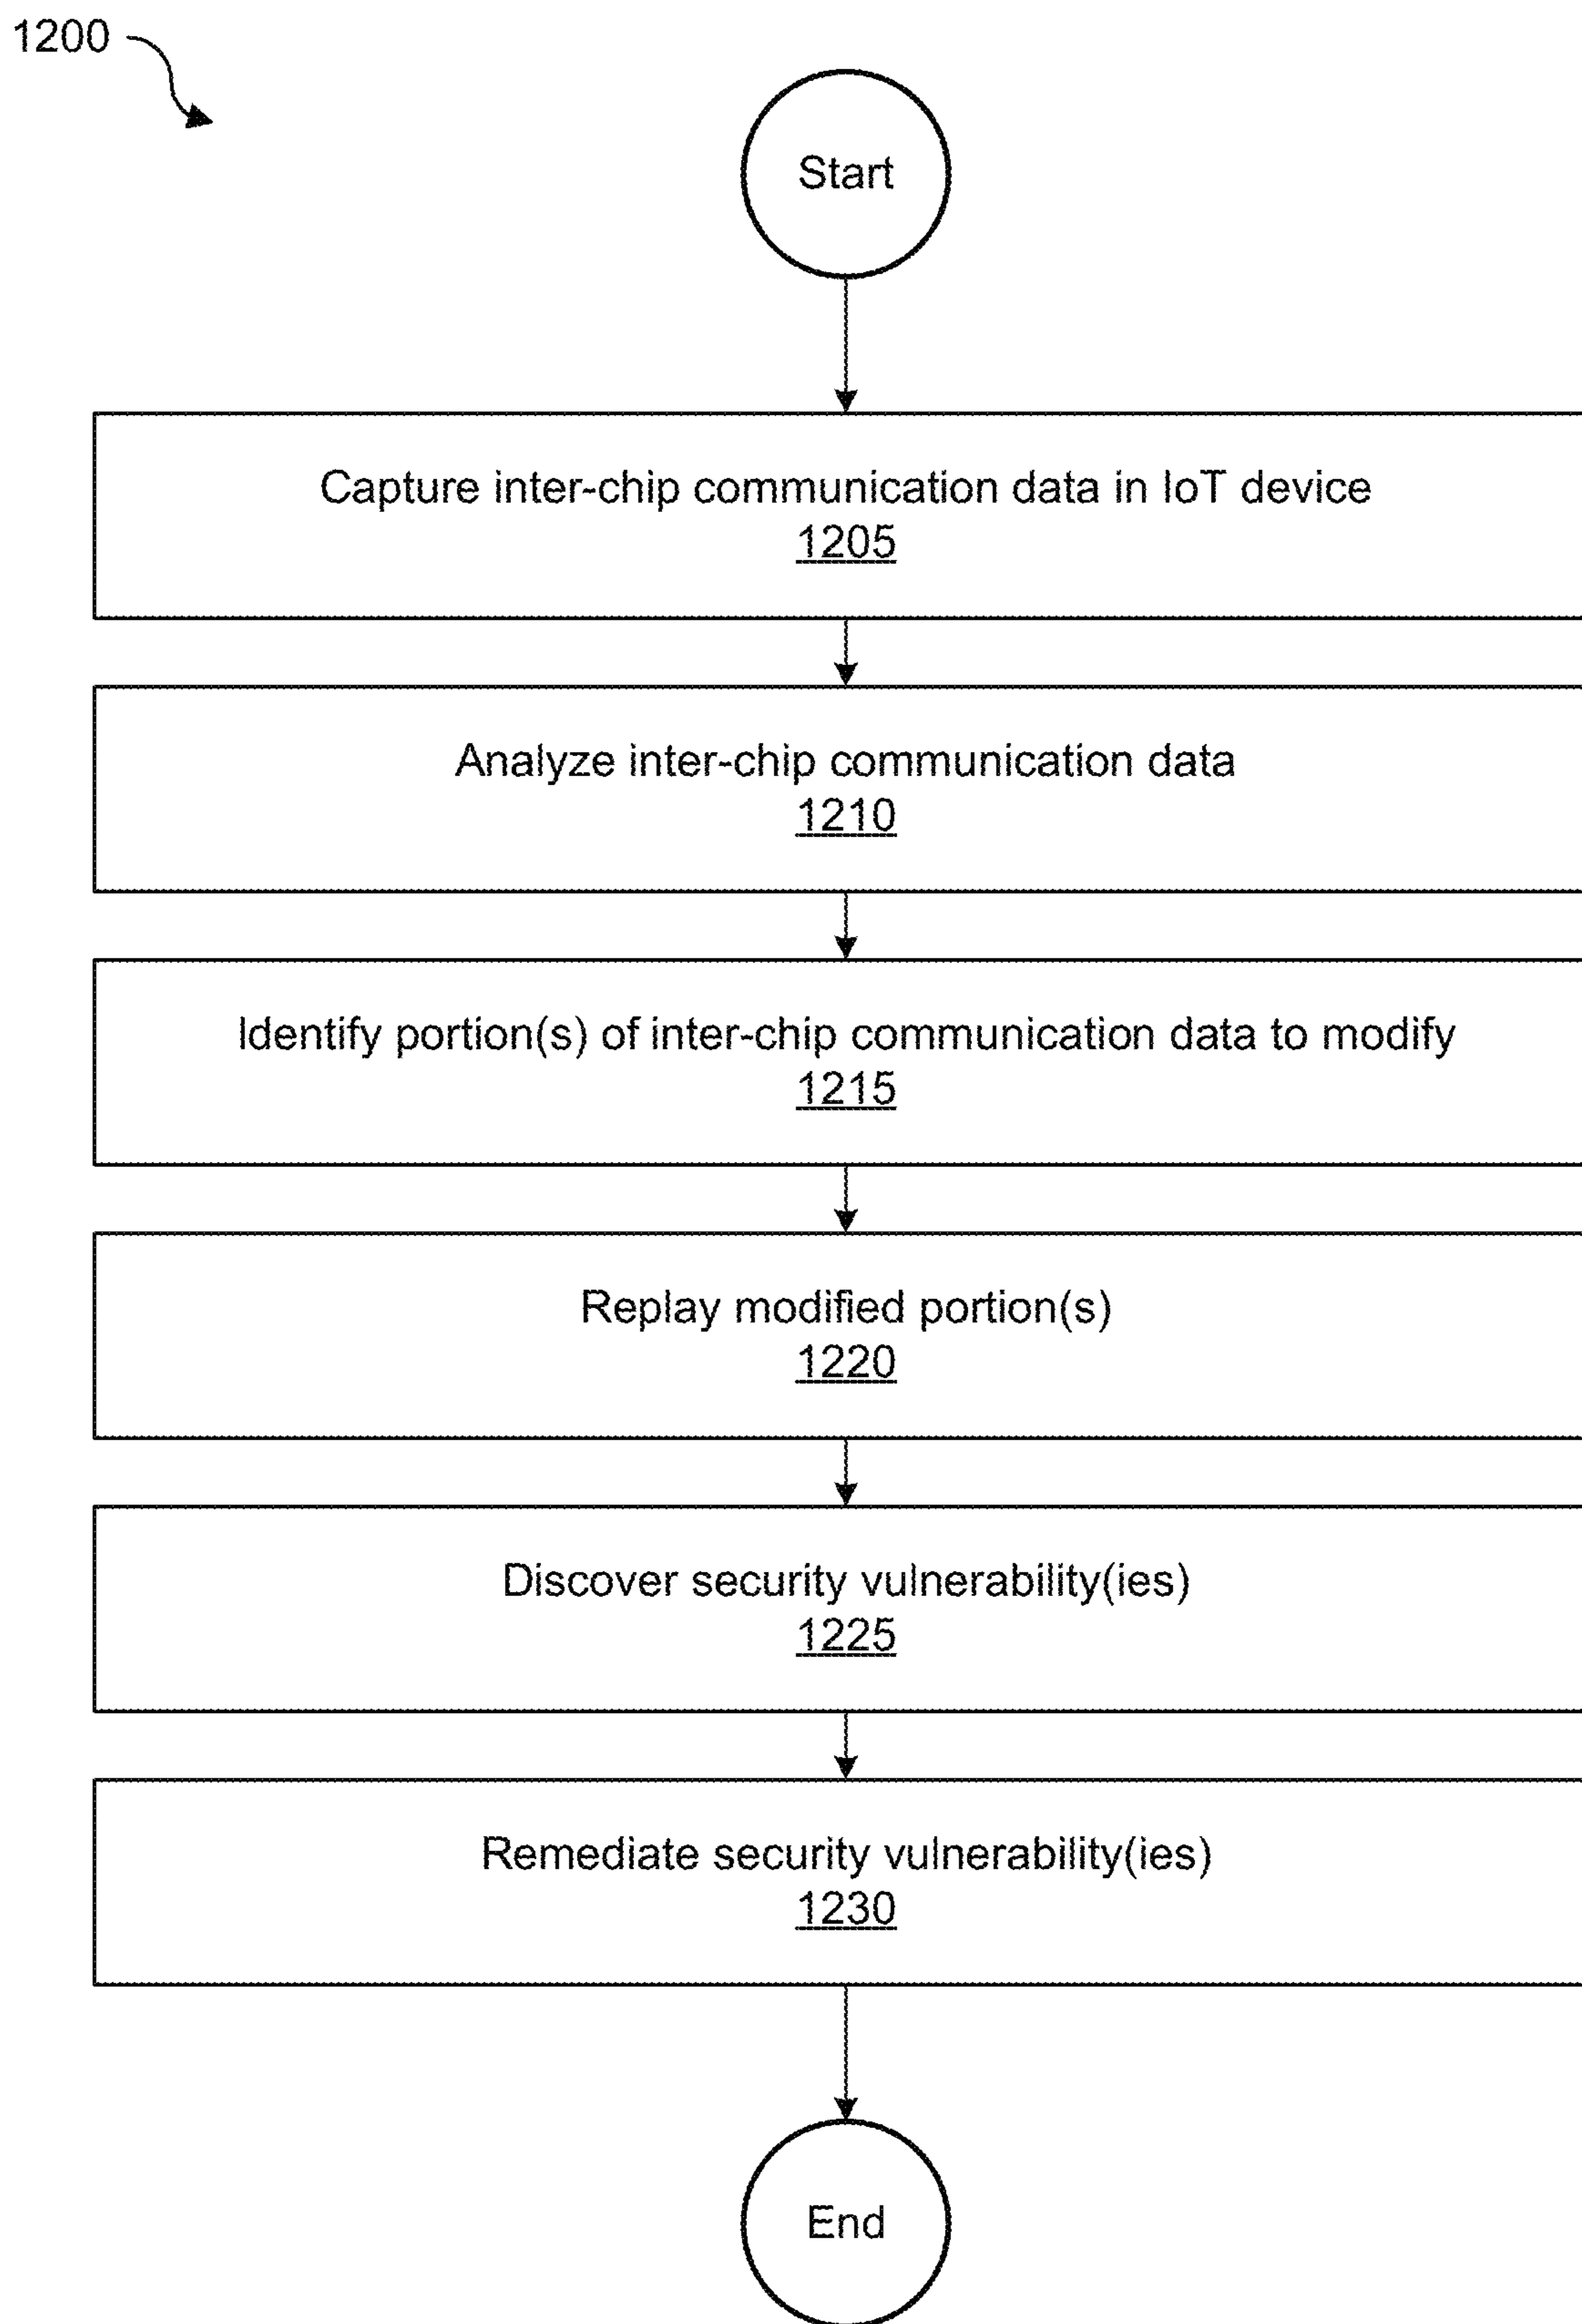 1200
Start
Capture inter-chip communication data in IoT device
1205
Analyze inter-chip communication data
1210
Identify portion(s) of inter-chip communication data to modify
1215
Replay modified portion(s)
1220
Discover security vulnerability(ies)
1225
Remediate security vulnerability(ies)
1230
End